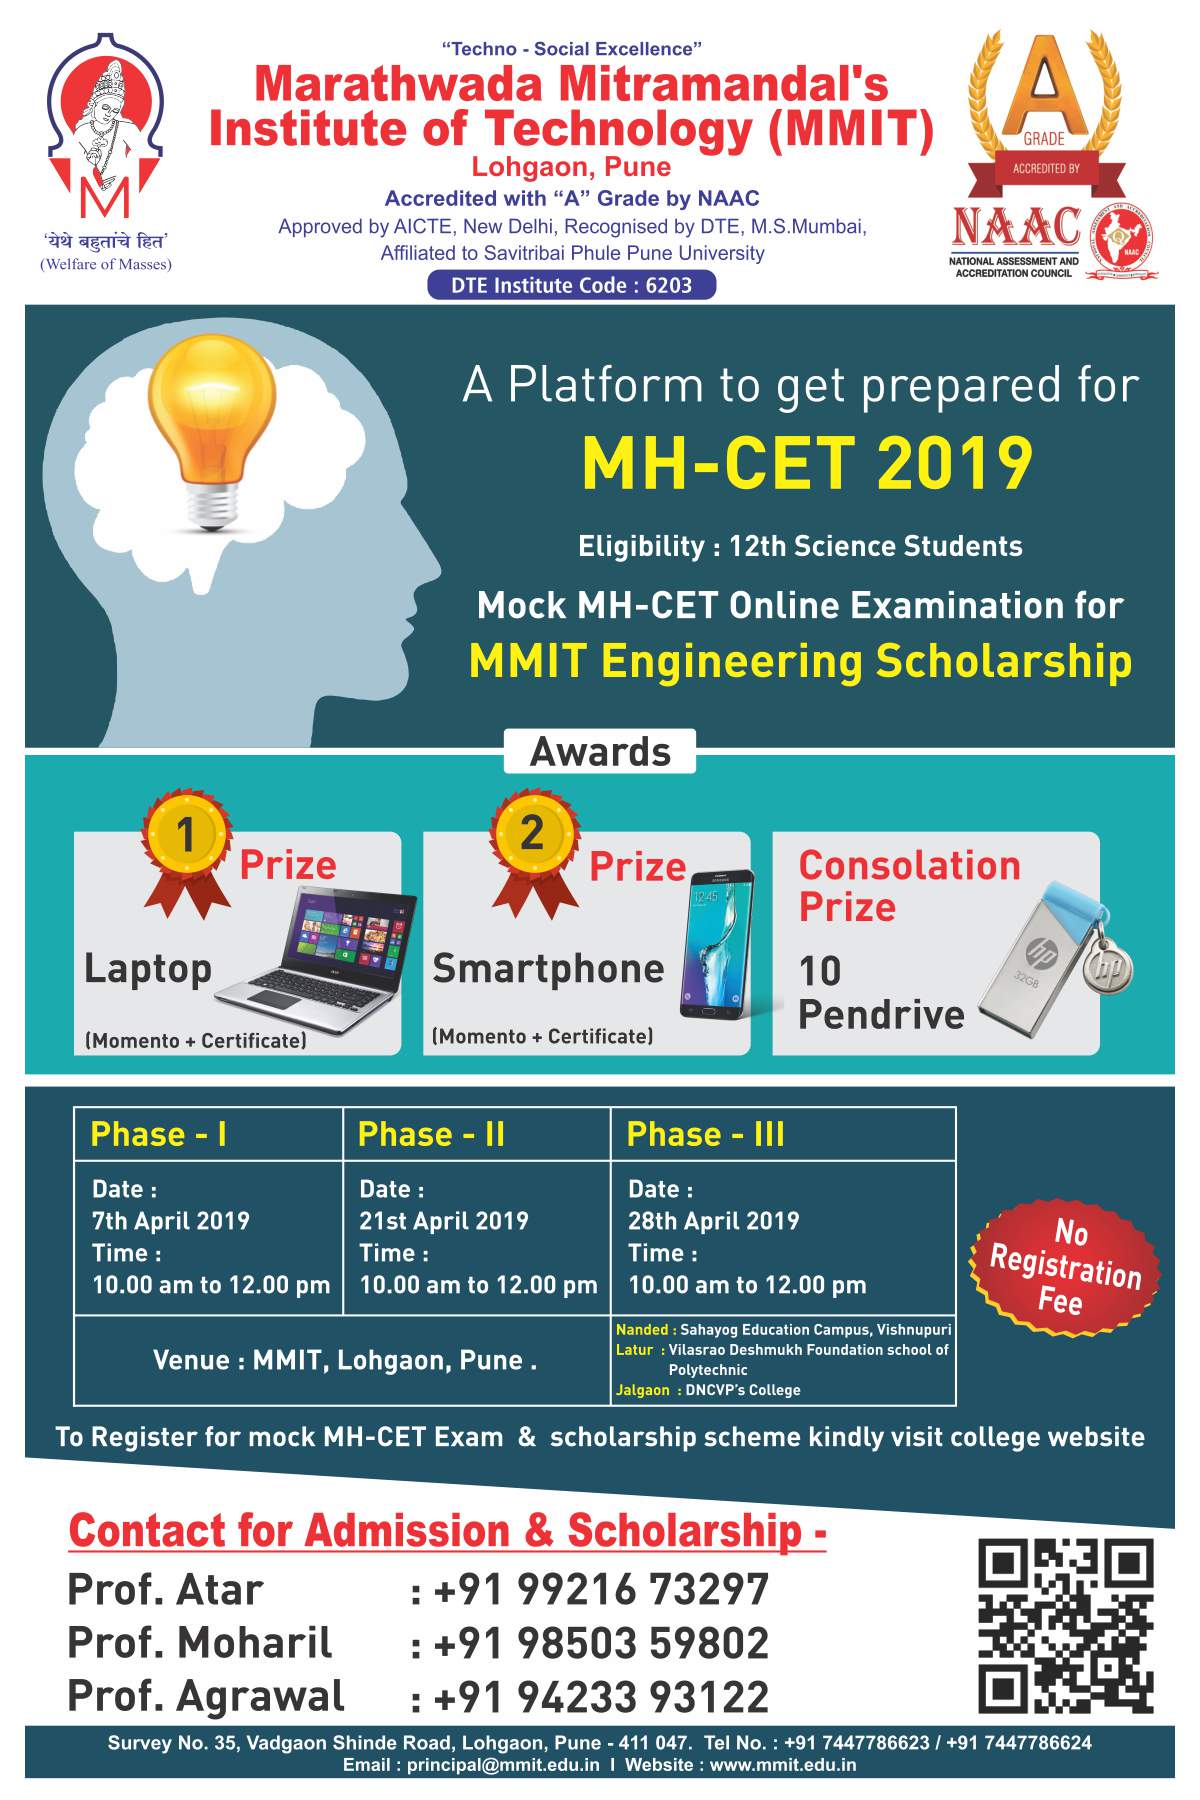 “Techno - Social Excellence”
Marathwada Mitramandal's
Institute of Technology (MMIT)
Lohgaon, Pune
Accredited with “A” Grade by NAAC
Approved by AICTE, New Delhi, Recognised by DTE, M.S.Mumbai,
Affiliated to Savitribai Phule Pune University
DTE Institute Code : 6203
M
‘येथे बहुतांचे हित’
(Welfare of Masses)
A
GRADE
ACCREDITED BY
NAAC
NATIONAL ASSESSMENT AND
ACCREDITATION COUNCIL
NAAC
A Platform to get prepared for
MH-CET 2019
Eligibility : 12th Science Students
Mock MH-CET Online Examination for
MMIT Engineering Scholarship
Awards
1
Prize
Laptop
(Momento + Certificate)
2
Prize
12:45
Smartphone
(Momento + Certificate)
Consolation
Prize
10
Pendrive
hp
32GB
hp
Phase - I
Date :
7th April 2019
Time :
10.00 am to 12.00 pm
Phase - II
Date :
21st April 2019
Time :
10.00 am to 12.00 pm
Phase - III
Date :
28th April 2019
Time :
10.00 am to 12.00 pm
Venue : MMIT, Lohgaon, Pune .
Nanded : Sahayog Education Campus, Vishnupuri
Latur : Vilasrao Deshmukh Foundation school of
Polytechnic
Jalgaon : DNCVP’s College
No
Registration
Fee
To Register for mock MH-CET Exam & scholarship scheme kindly visit college website
Contact for Admission & Scholarship -
Prof. Atar : +91 99216 73297
Prof. Moharil : +91 98503 59802
Prof. Agrawal : +91 94233 93122
Survey No. 35, Vadgaon Shinde Road, Lohgaon, Pune - 411 047. Tel No. : +91 7447786623 / +91 7447786624
Email : principal@mmit.edu.in I Website : www.mmit.edu.in